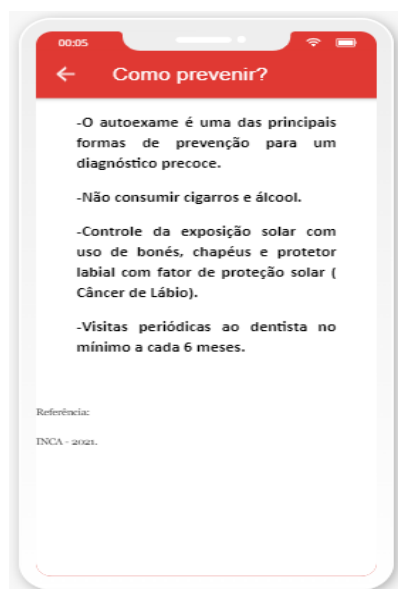 00:05
Como prevenir?
-O autoexame é uma das principais
formas de prevenção para um
diagnóstico precoce.
-Não consumir cigarros e álcool.
-Controle da exposição solar com
uso de bonés, chapéus e protetor
labial com fator de proteção solar (
Câncer de Lábio).
-Visitas periódicas ao dentista no
mínimo a cada 6 meses.
Referência:
INCA - 2021.